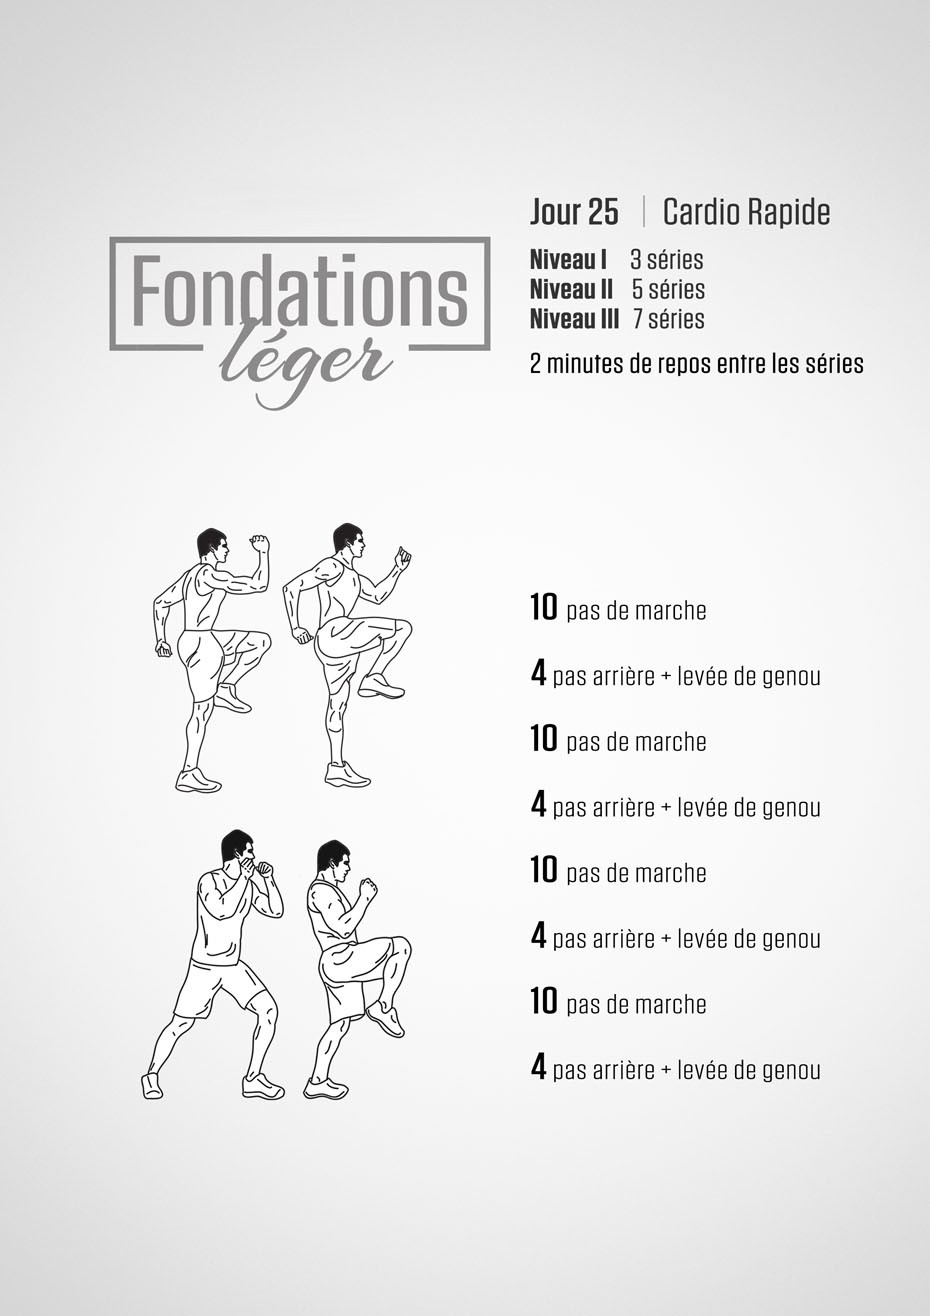 Fondations
léger
Jour 25 | Cardio Rapide
Niveau I 3 séries
Niveau II 5 séries
Niveau III 7 séries
2 minutes de repos entre les séries
10 pas de marche
4 pas arrière + levée de genou
10 pas de marche
4 pas arrière + levée de genou
10 pas de marche
4 pas arrière + levée de genou
10 pas de marche
4 pas arrière + levée de genou